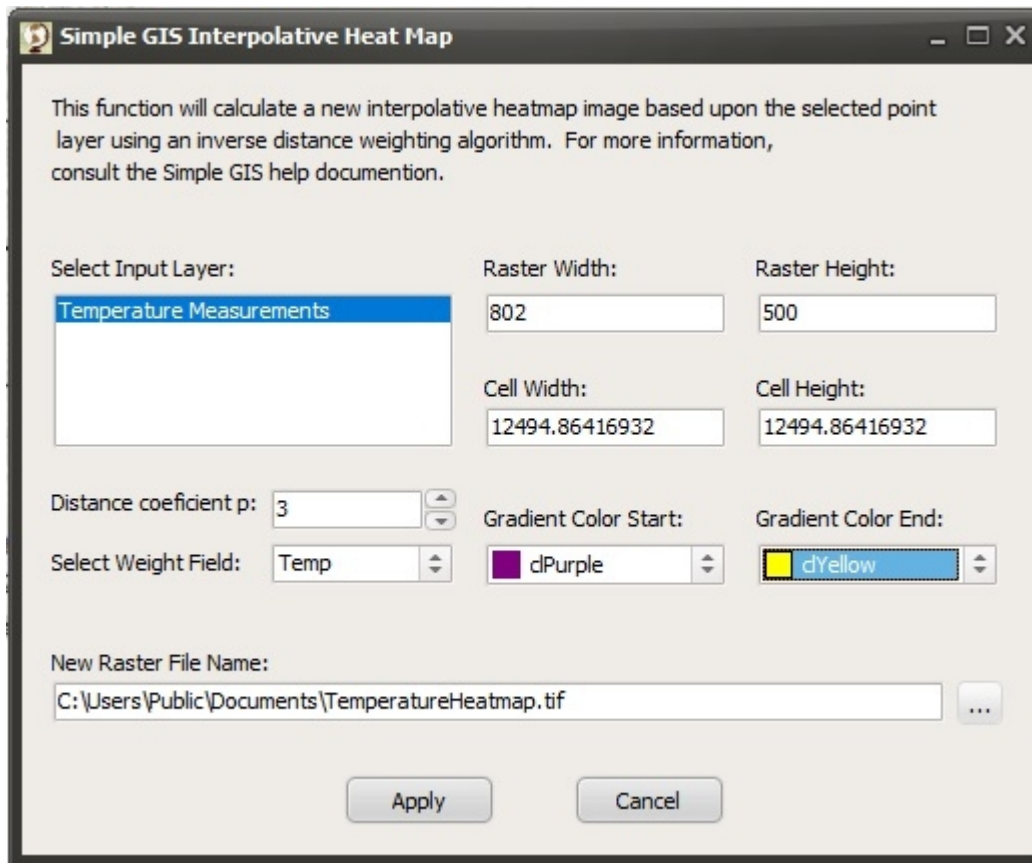 Simple GIS Interpolative Heat Map
This function will calculate a new interpolative heatmap image based upon the selected point
layer using an inverse distance weighting algorithm. For more information,
consult the Simple GIS help documention.
Select Input Layer:
Raster Width:
Raster Height:
Temperature Measurements
802
500
Cell Width:
Cell Height:
12494.86416932
12494.86416932
Distance coeficient p:
3
Gradient Color Start:
Gradient Color End:
Select Weight Field:
Temp
clPurple
clYellow
New Raster File Name:
C:\Users\Public\Documents\TemperatureHeatmap.tif
...
Apply
Cancel